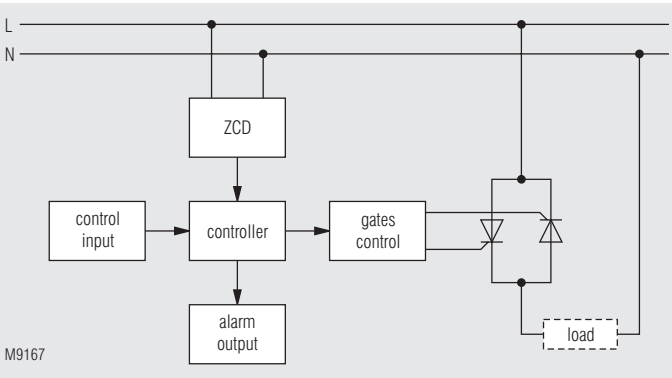 L
N
ZCD
control
input
controller
gates
control
alarm
output
load
M9167